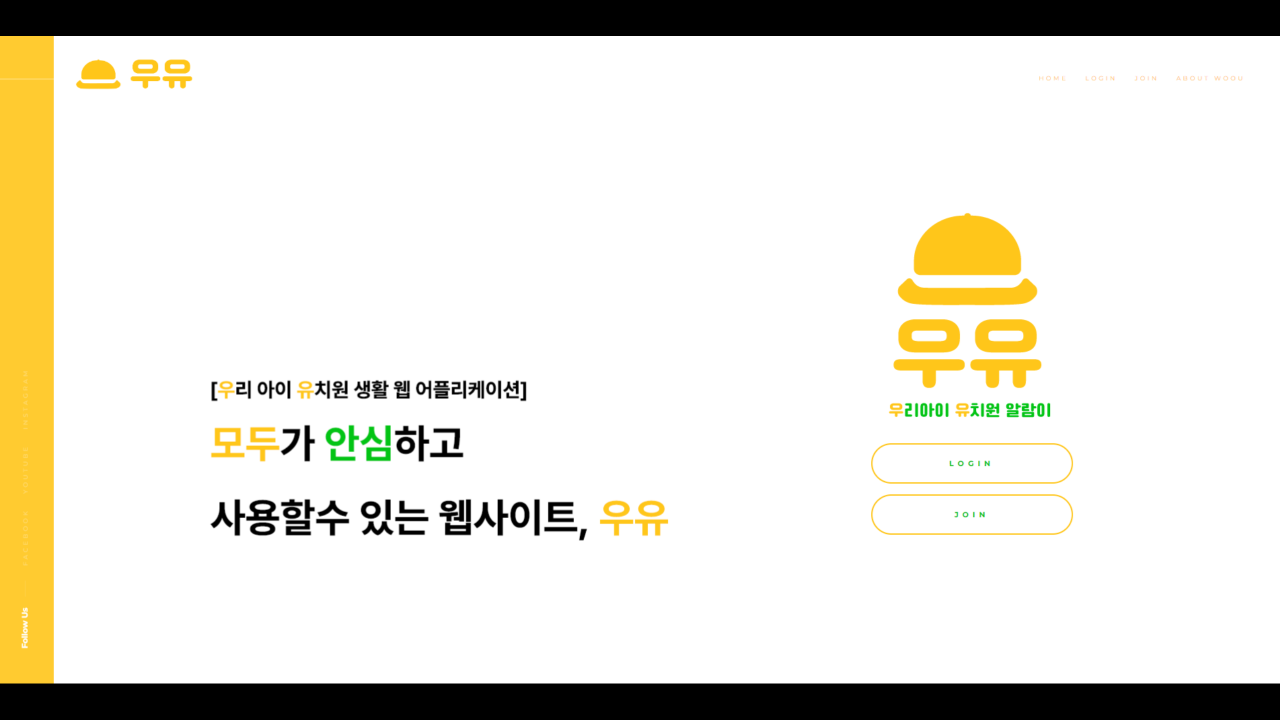 우유
HOME LOGIN JOIN ABOUT WOOU
[우리 아이 유치원 생활 웹 어플리케이션]
모두가 안심하고
사용할수 있는 웹사이트, 우유
우유
우리아이 유치원 알람이
LOGIN
JOIN
Follow Us
FACEBOOK
YOUTUBE
INSTAGRAM